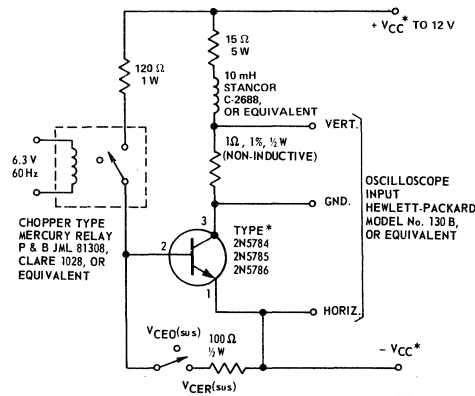 + VCC* TO 12 V
15 Ω
5 W
120 Ω
1 W
10 mH
STANCOR
C-2688,
OR EQUIVALENT
VERT.
1Ω, 1%, ½ W
(NON-INDUCTIVE)
6.3 V
60 Hz
OSCILLOSCOPE
INPUT
HEWLETT-PACKARD
MODEL No. 130 B,
OR EQUIVALENT
GND.
CHOPPER TYPE
MERCURY RELAY
P & B JML 81308,
CLARE 1028, OR
EQUIVALENT
3
TYPE*
2N5784
2N5785
2N5786
2
1
HORIZ.
VCEO(sus)
100 Ω
½ W
– VCC*
VCER(sus)